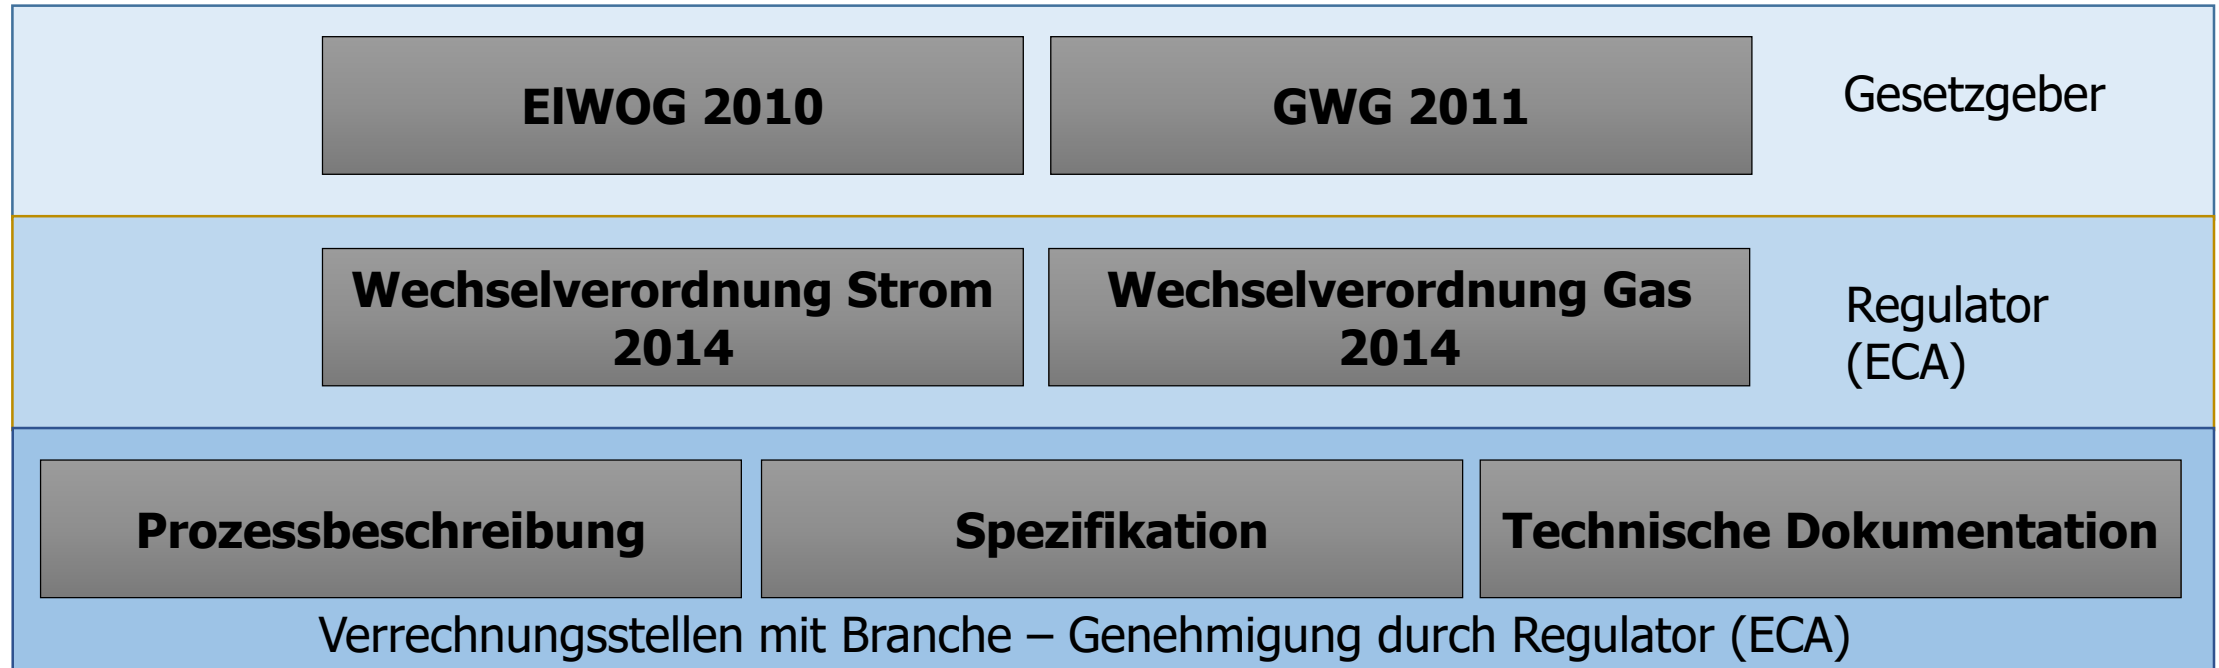 ElWOG 2010
GWG 2011
Gesetzgeber
Wechselverordnung Strom
2014
Wechselverordnung Gas
2014
Regulator
(ECA)
Prozessbeschreibung
Spezifikation
Technische Dokumentation
Verrechnungsstellen mit Branche – Genehmigung durch Regulator (ECA)